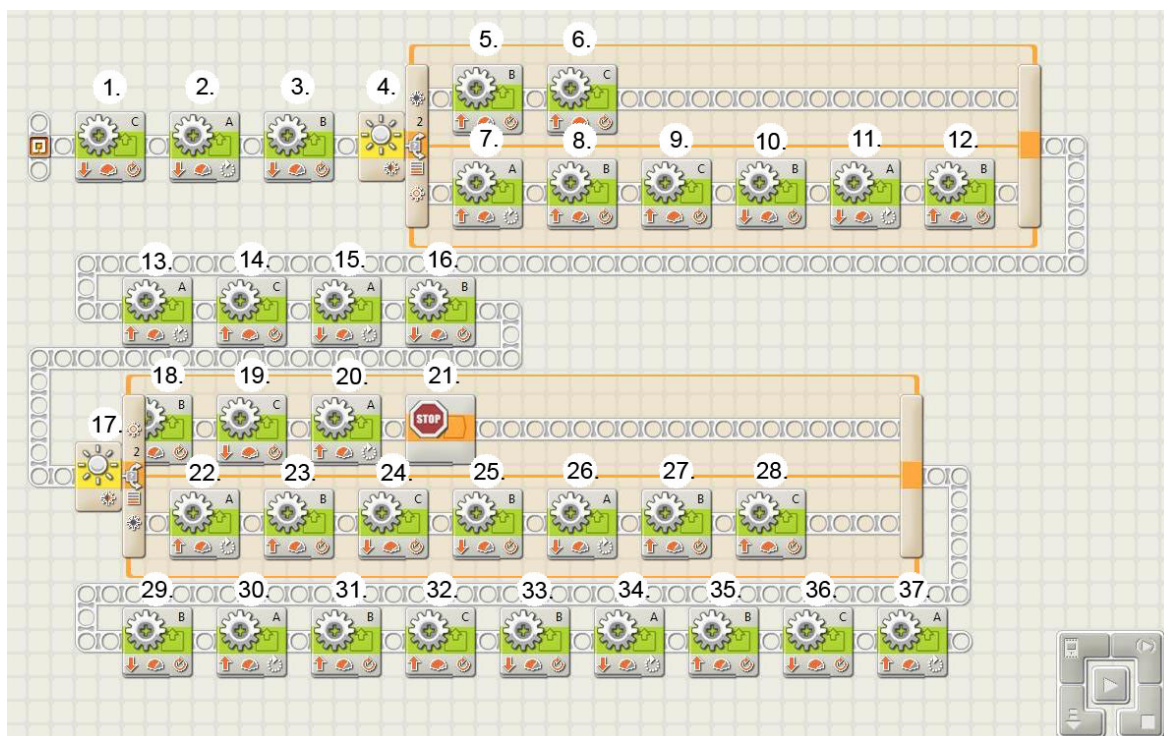 5. 6.
1. 2. 3. 4. B C
C A B 2
7. 8. 9. 10. 11. 12.
A B C B A B
13. 14. 15. 16.
A C A B
18. 19. 20. 21.
17. B C A STOP
2
22. 23. 24. 25. 26. 27. 28.
A B C B A B C
29. 30. 31. 32. 33. 34. 35. 36. 37.
B A B C B A B C A